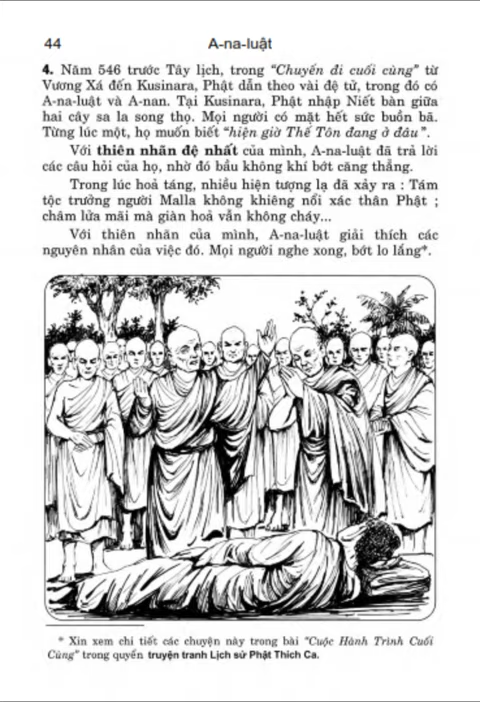 44
A-na-luật
4. Năm 546 trước Tây lịch, trong “Chuyến đi cuối cùng” từ
Vương Xá đến Kusinara, Phật dẫn theo vài đệ tử, trong đó có
A-na-luật và A-nan. Tại Kusinara, Phật nhập Niết bàn giữa
hai cây sa la song thọ. Mọi người có mặt hết sức buồn bã.
Từng lúc một, họ muốn biết “hiện giờ Thế Tôn đang ở đâu”.
Với thiên nhãn đệ nhất của mình, A-na-luật đã trả lời
các câu hỏi của họ, nhờ đó bầu không khí bớt căng thẳng.
Trong lúc hoả táng, nhiều hiện tượng lạ đã xảy ra : Tám
tộc trưởng người Malla không khiêng nổi xác thân Phật ;
châm lửa mãi mà giàn hoả vẫn không cháy...
Với thiên nhãn của mình, A-na-luật giải thích các
nguyên nhân của việc đó. Mọi người nghe xong, bớt lo lắng*.
* Xin xem chi tiết các chuyện này trong bài “Cuộc Hành Trình Cuối
Cùng” trong quyển truyện tranh Lịch sử Phật Thích Ca.